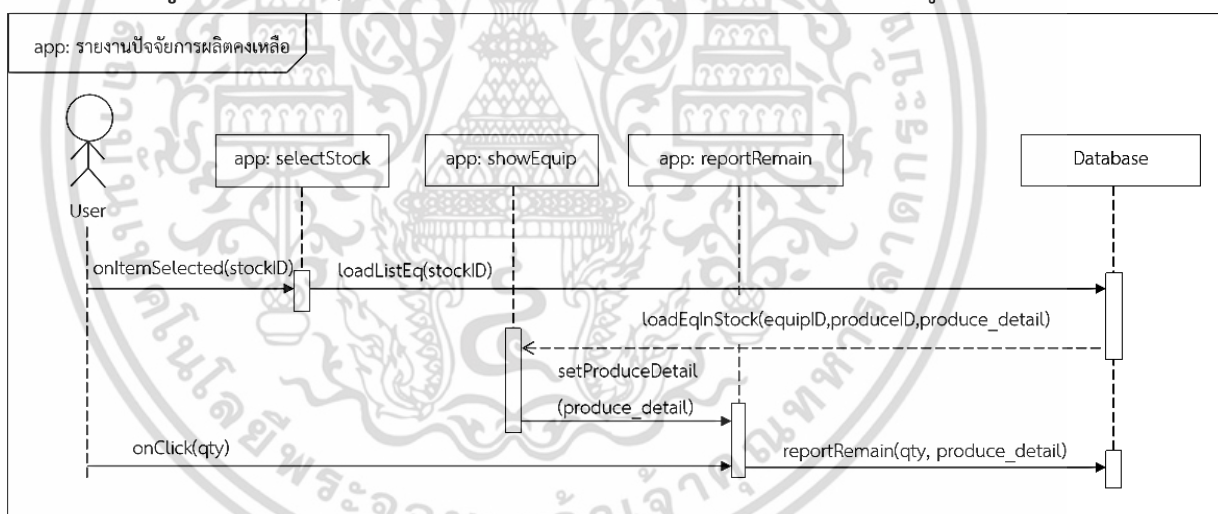 app: รายงานปัจจัยการผลิตคงเหลือ
app: selectStock
app: showEquip
app: reportRemain
Database
User
onItemSelected(stockID)
loadListEq(stockID)
loadEqInStock(equipID,produceID,produce_detail)
setProduceDetail
(produce_detail)
onClick(qty)
reportRemain(qty, produce_detail)